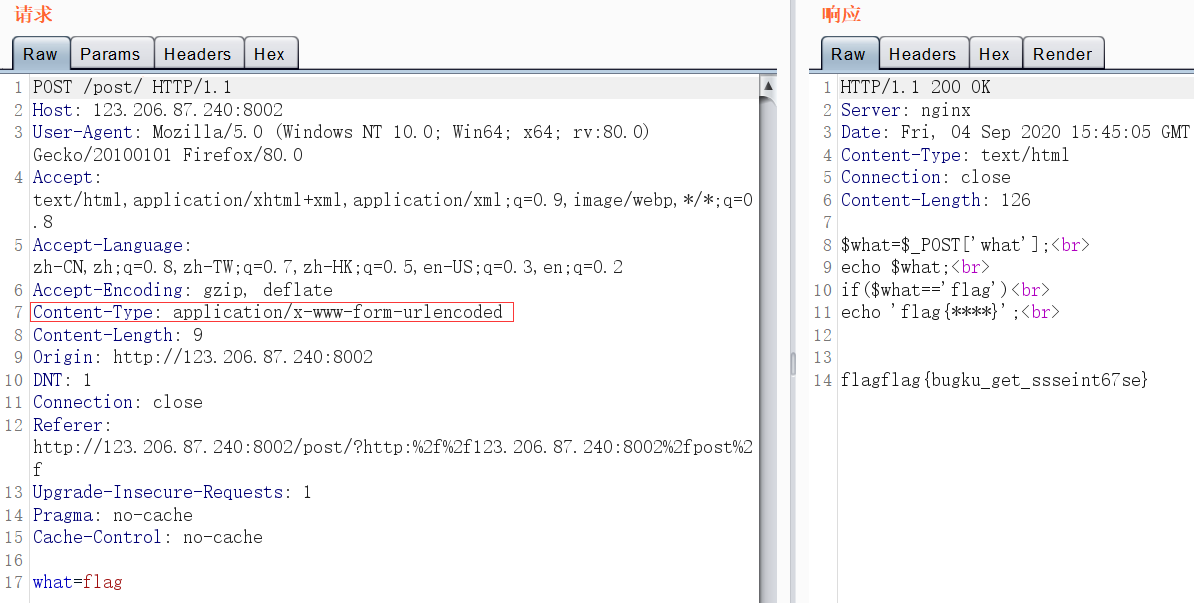 请求
Raw Params Headers Hex
1 POST /post/ HTTP/1.1
2 Host: 123.206.87.240:8002
3 User-Agent: Mozilla/5.0 (Windows NT 10.0; Win64; x64; rv:80.0)
Gecko/20100101 Firefox/80.0
4 Accept:
text/html,application/xhtml+xml,application/xml;q=0.9,image/webp,*/*;q=0
.8
5 Accept-Language:
zh-CN,zh;q=0.8,zh-TW;q=0.7,zh-HK;q=0.5,en-US;q=0.3,en;q=0.2
6 Accept-Encoding: gzip, deflate
7 Content-Type: application/x-www-form-urlencoded
8 Content-Length: 9
9 Origin: http://123.206.87.240:8002
10 DNT: 1
11 Connection: close
12 Referer:
http://123.206.87.240:8002/post/?http:%2f%2f123.206.87.240:8002%2fpost%2
f
13 Upgrade-Insecure-Requests: 1
14 Pragma: no-cache
15 Cache-Control: no-cache
16
17 what=flag
响应
Raw Headers Hex Render
1 HTTP/1.1 200 OK
2 Server: nginx
3 Date: Fri, 04 Sep 2020 15:45:05 GMT
4 Content-Type: text/html
5 Connection: close
6 Content-Length: 126
7
8 $what=$_POST['what'];<br>
9 echo $what;<br>
10 if($what=='flag')<br>
11 echo 'flag{****}';<br>
12
13
14 flagflag{bugku_get_ssseint67se}